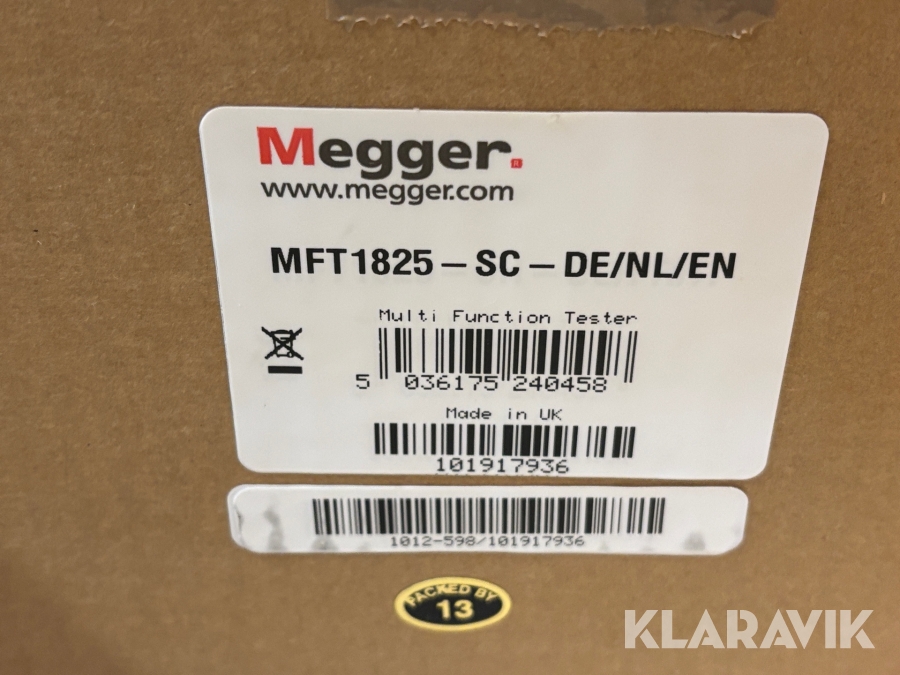 Megger.
www.megger.com
MFT1825 – SC – DE/NL/EN
Multi Function Tester
5 036175 240458
Made in UK
101917936
1012-598/101917936
PACKED BY
13
KLARAVIK